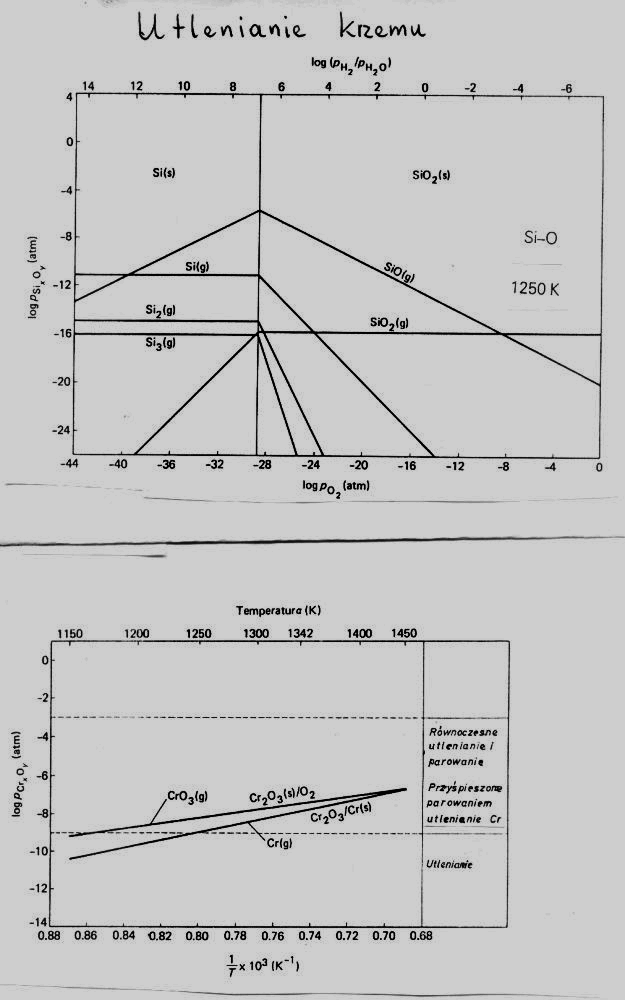 Utlenianie krzemu
log (pH2/pH2O)
14 12 10 8 6 4 2 0 -2 -4 -6
4
0
-4
-8
-12
-16
-20
-24
log pSixOy (atm)
Si(s)
SiO2(s)
Si–O
1250 K
Si(g)
SiO(g)
Si2(g)
SiO2(g)
Si3(g)
-44 -40 -36 -32 -28 -24 -20 -16 -12 -8 -4 0
log pO2 (atm)
Temperatura (K)
1150 1200 1250 1300 1342 1400 1450
0
-2
-4
-6
-8
-10
-12
-14
log pCrxOy (atm)
Równoczesne
utlenianie i
parowanie
Przyśpieszone
parowaniem
utlenianie Cr
Utlenianie
CrO3(g)
Cr2O3(s)/O2
Cr2O3/Cr(s)
Cr(g)
0.88 0.86 0.84 0.82 0.80 0.78 0.76 0.74 0.72 0.70 0.68
1/T × 10³ (K⁻¹)